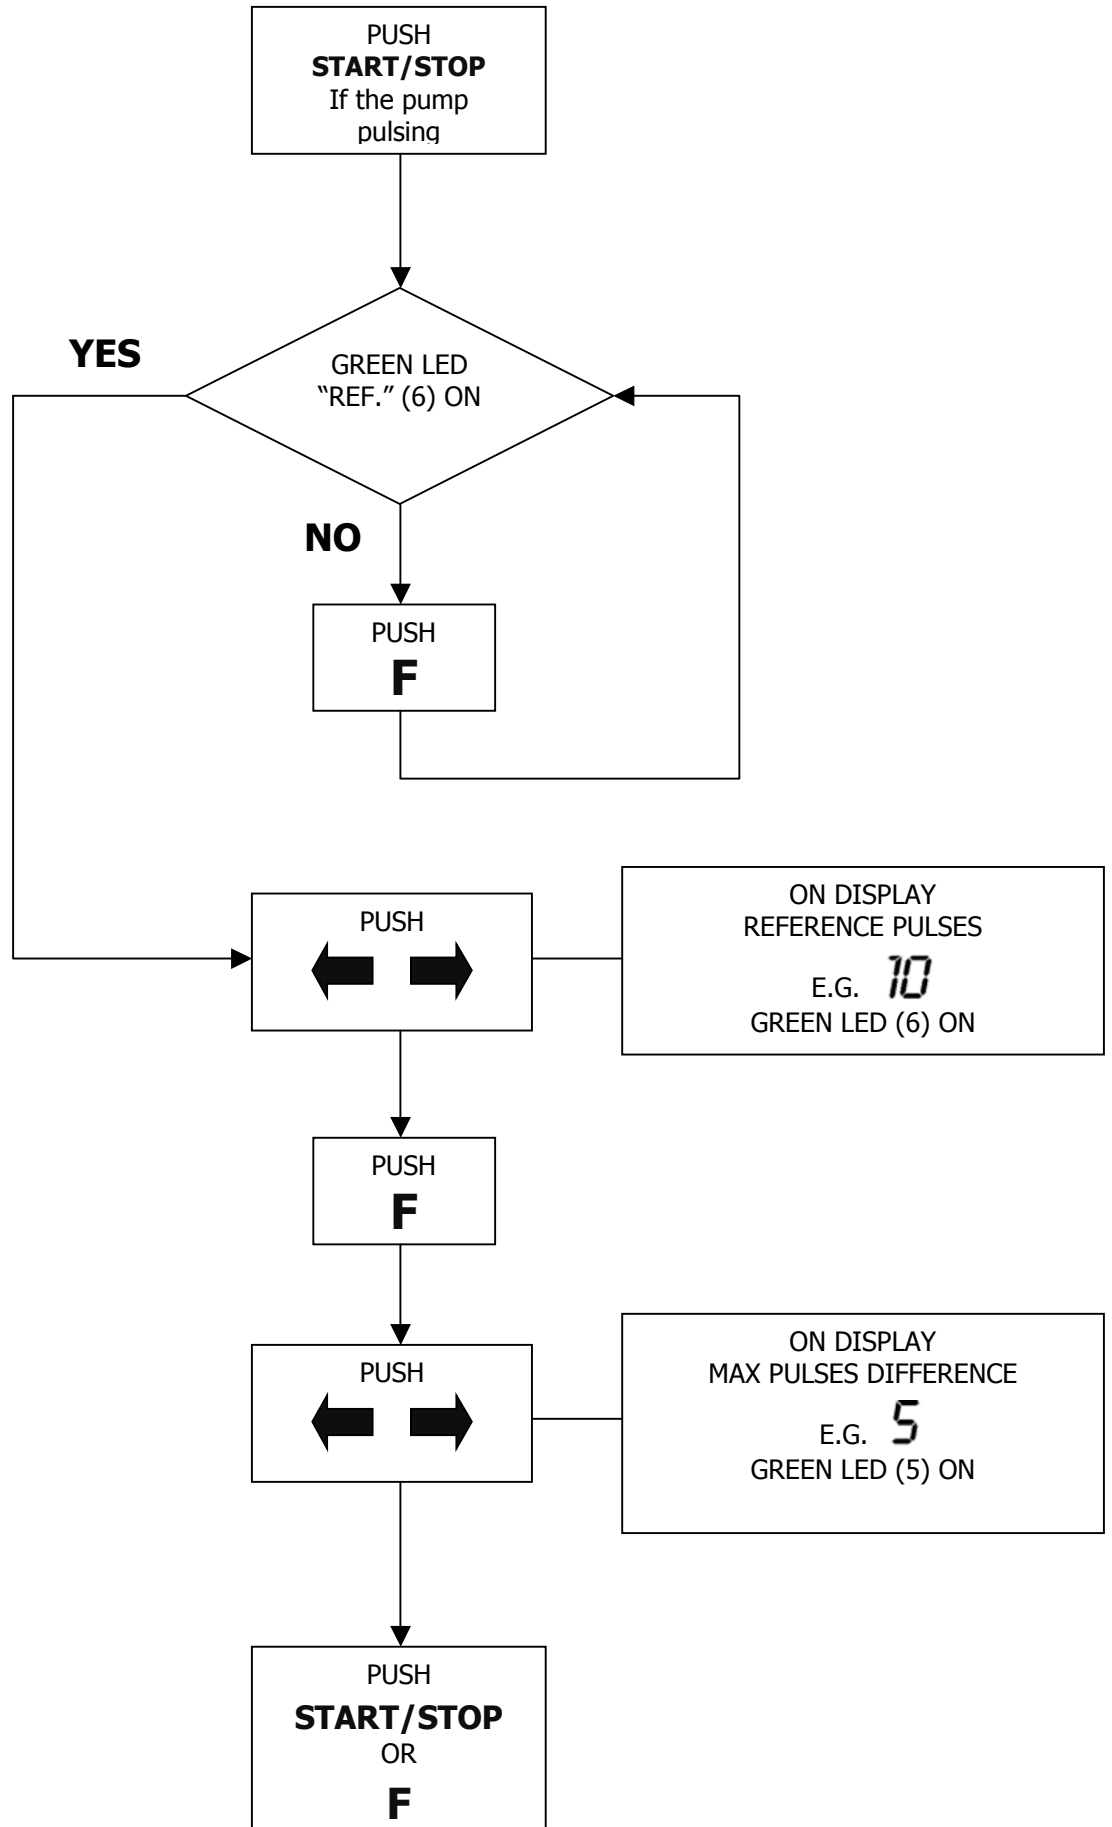 PUSH
START/STOP
If the pump
pulsing
YES
GREEN LED
“REF.” (6) ON
NO
PUSH
F
PUSH
ON DISPLAY
REFERENCE PULSES
E.G. 10
GREEN LED (6) ON
PUSH
F
PUSH
ON DISPLAY
MAX PULSES DIFFERENCE
E.G. 5
GREEN LED (5) ON
PUSH
START/STOP
OR
F